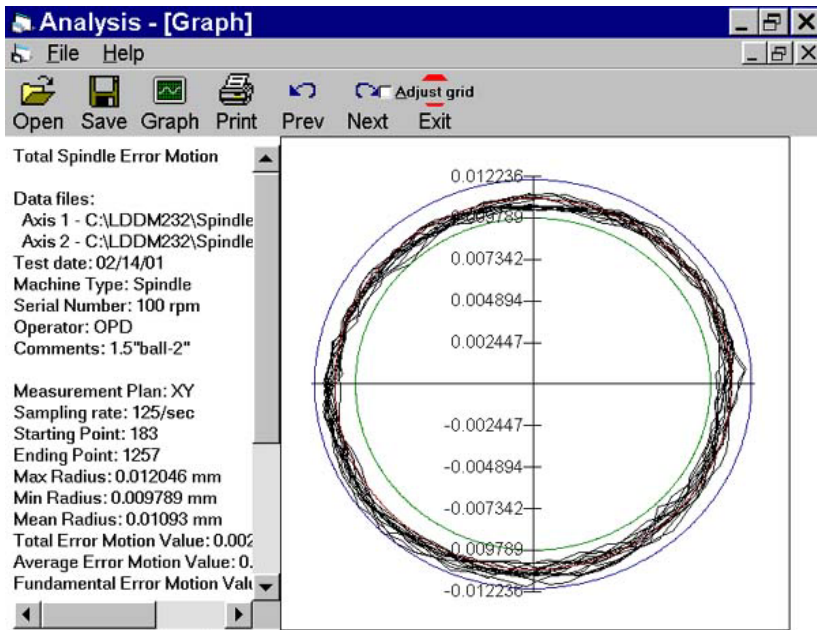 Analysis - [Graph]
File Help
Open Save Graph Print Prev Next Adjust grid Exit
Total Spindle Error Motion
Data files:
Axis 1 - C:\LDDM232\Spindle
Axis 2 - C:\LDDM232\Spindle
Test date: 02/14/01
Machine Type: Spindle
Serial Number: 100 rpm
Operator: OPD
Comments: 1.5"ball-2"
Measurement Plan: XY
Sampling rate: 125/sec
Starting Point: 183
Ending Point: 1257
Max Radius: 0.012046 mm
Min Radius: 0.009789 mm
Mean Radius: 0.01093 mm
Total Error Motion Value: 0.002
Average Error Motion Value: 0.
Fundamental Error Motion Valu
0.012236
0.009789
0.007342
0.004894
0.002447
-0.002447
-0.004894
-0.007342
0.009789
-0.012236